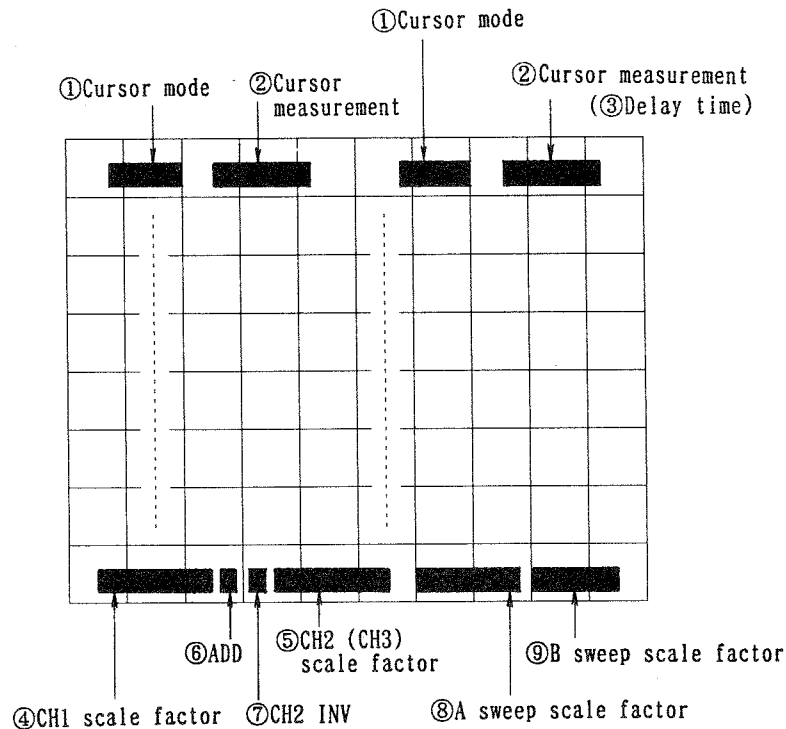 ①Cursor mode
①Cursor mode
②Cursor
measurement
②Cursor measurement
(③Delay time)
⑥ADD
⑤CH2 (CH3)
scale factor
⑨B sweep scale factor
④CH1 scale factor
⑦CH2 INV
⑧A sweep scale factor